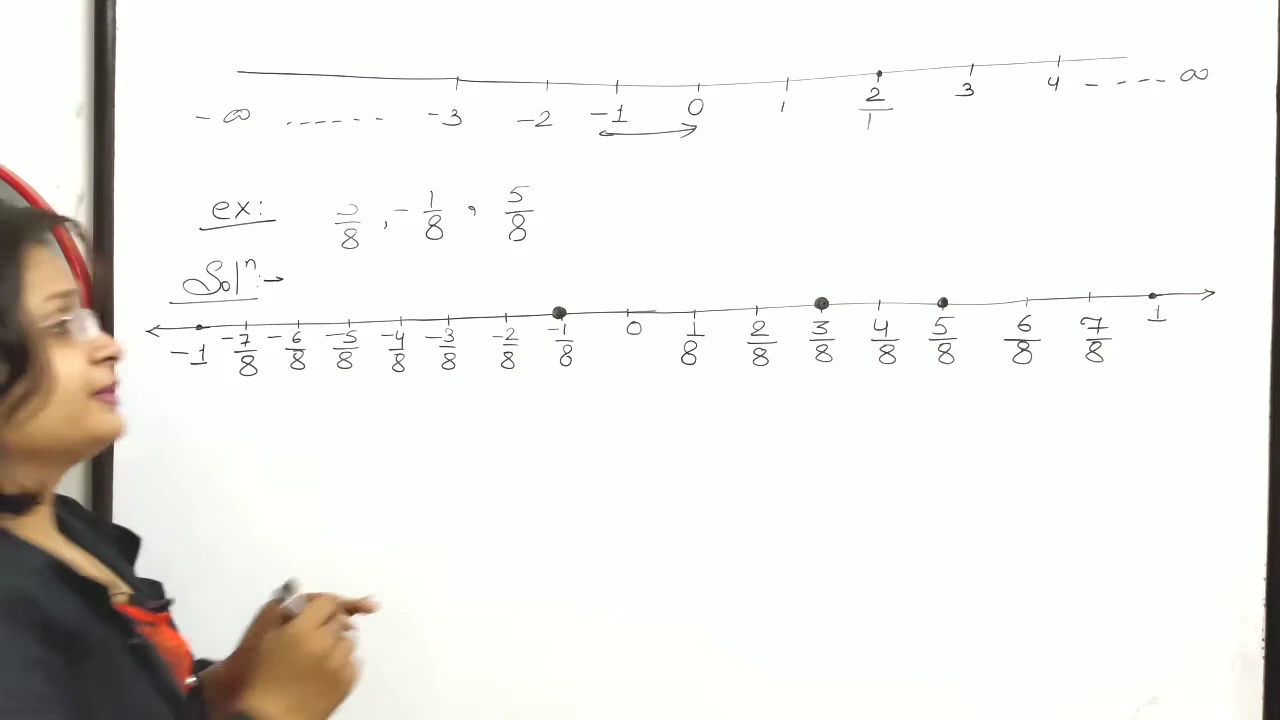 -∞ ------ -3 -2 -1 0 1 2/1 3 4 ---- ∞
ex: 3/8, -1/8, 5/8
Solⁿ:→
-1 -7/8 -6/8 -5/8 -4/8 -3/8 -2/8 -1/8 0 1/8 2/8 3/8 4/8 5/8 6/8 7/8 1